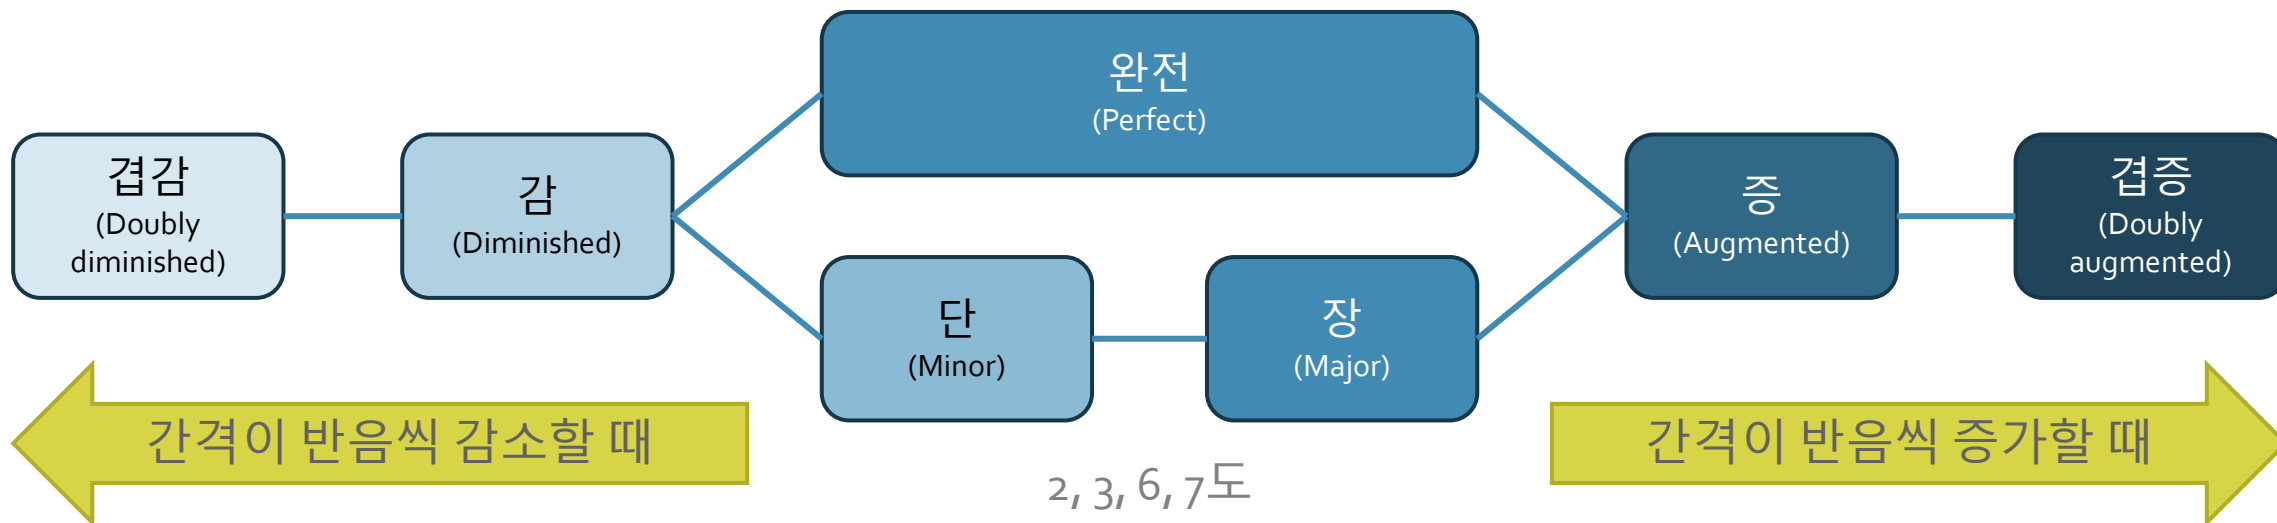 완전
(Perfect)
겹감
(Doubly
diminished)
감
(Diminished)
증
(Augmented)
겹증
(Doubly
augmented)
단
(Minor)
장
(Major)
간격이 반음씩 감소할 때
간격이 반음씩 증가할 때
2, 3, 6, 7도